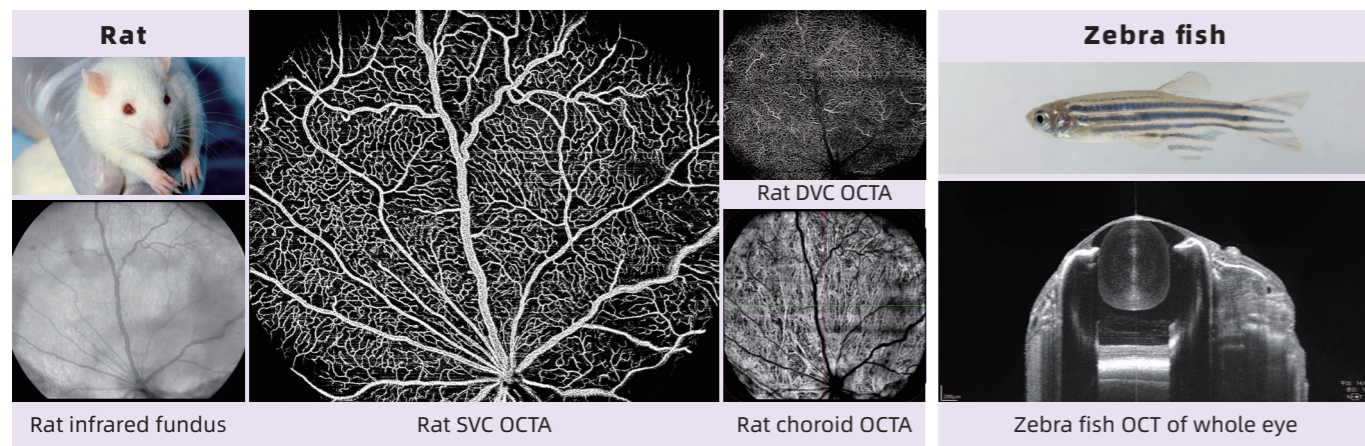 Rat
Rat infrared fundus
Rat SVC OCTA
Rat DVC OCTA
Rat choroid OCTA
Zebra fish
200μm
Zebra fish OCT of whole eye